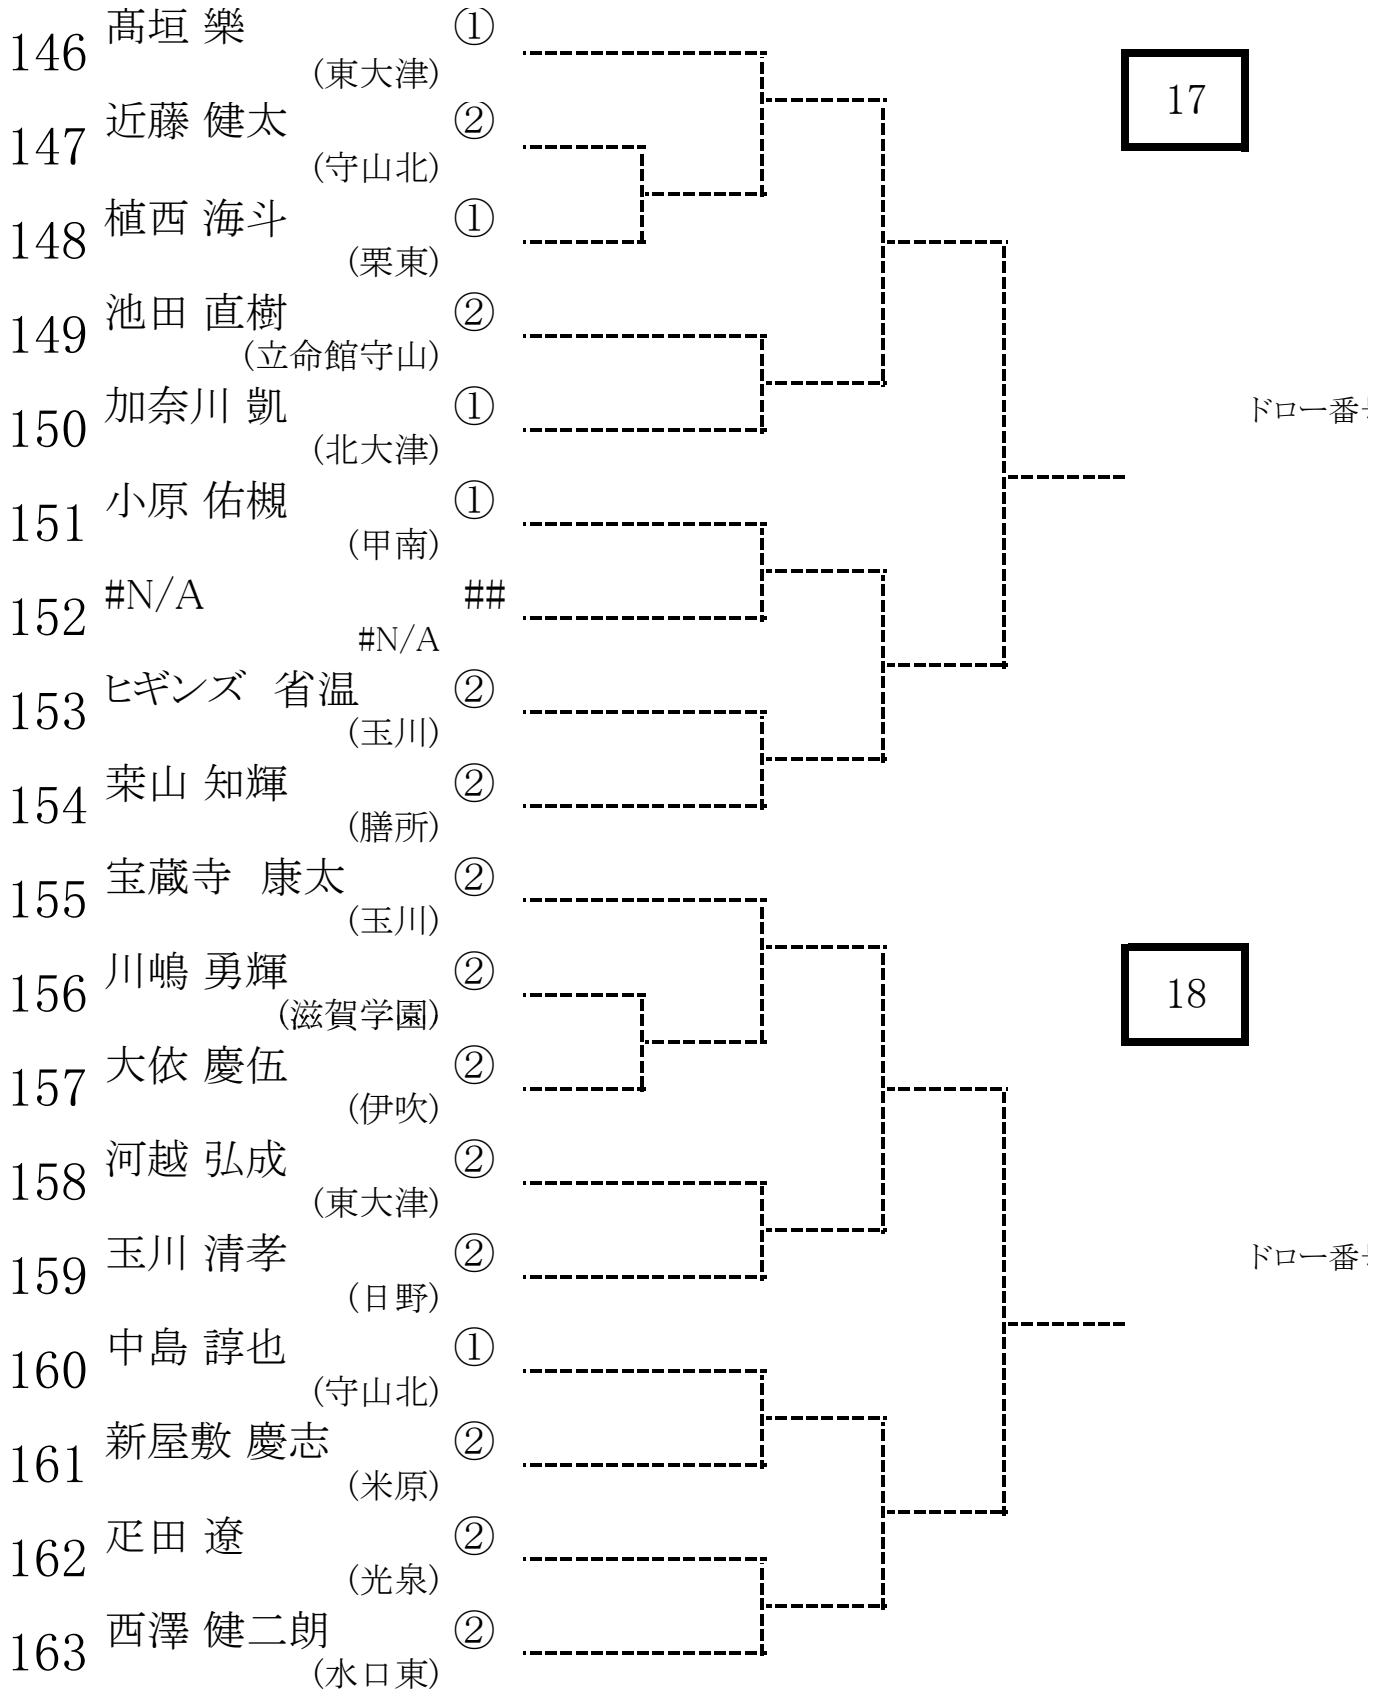 146 髙垣 樂 ①
(東大津)
17
147 近藤 健太 ②
(守山北)
148 植西 海斗 ①
(栗東)
149 池田 直樹 ②
(立命館守山)
150 加奈川 凱 ①
(北大津)
ドロー番
151 小原 佑槻 ①
(甲南)
152 #N/A ##
#N/A
153 ヒギンズ 省温 ②
(玉川)
154 桒山 知輝 ②
(膳所)
155 宝蔵寺 康太 ②
(玉川)
156 川嶋 勇輝 ②
(滋賀学園)
18
157 大依 慶伍 ②
(伊吹)
158 河越 弘成 ②
(東大津)
159 玉川 清孝 ②
(日野)
ドロー番
160 中島 諄也 ①
(守山北)
161 新屋敷 慶志 ②
(米原)
162 疋田 遼 ②
(光泉)
163 西澤 健二朗 ②
(水口東)